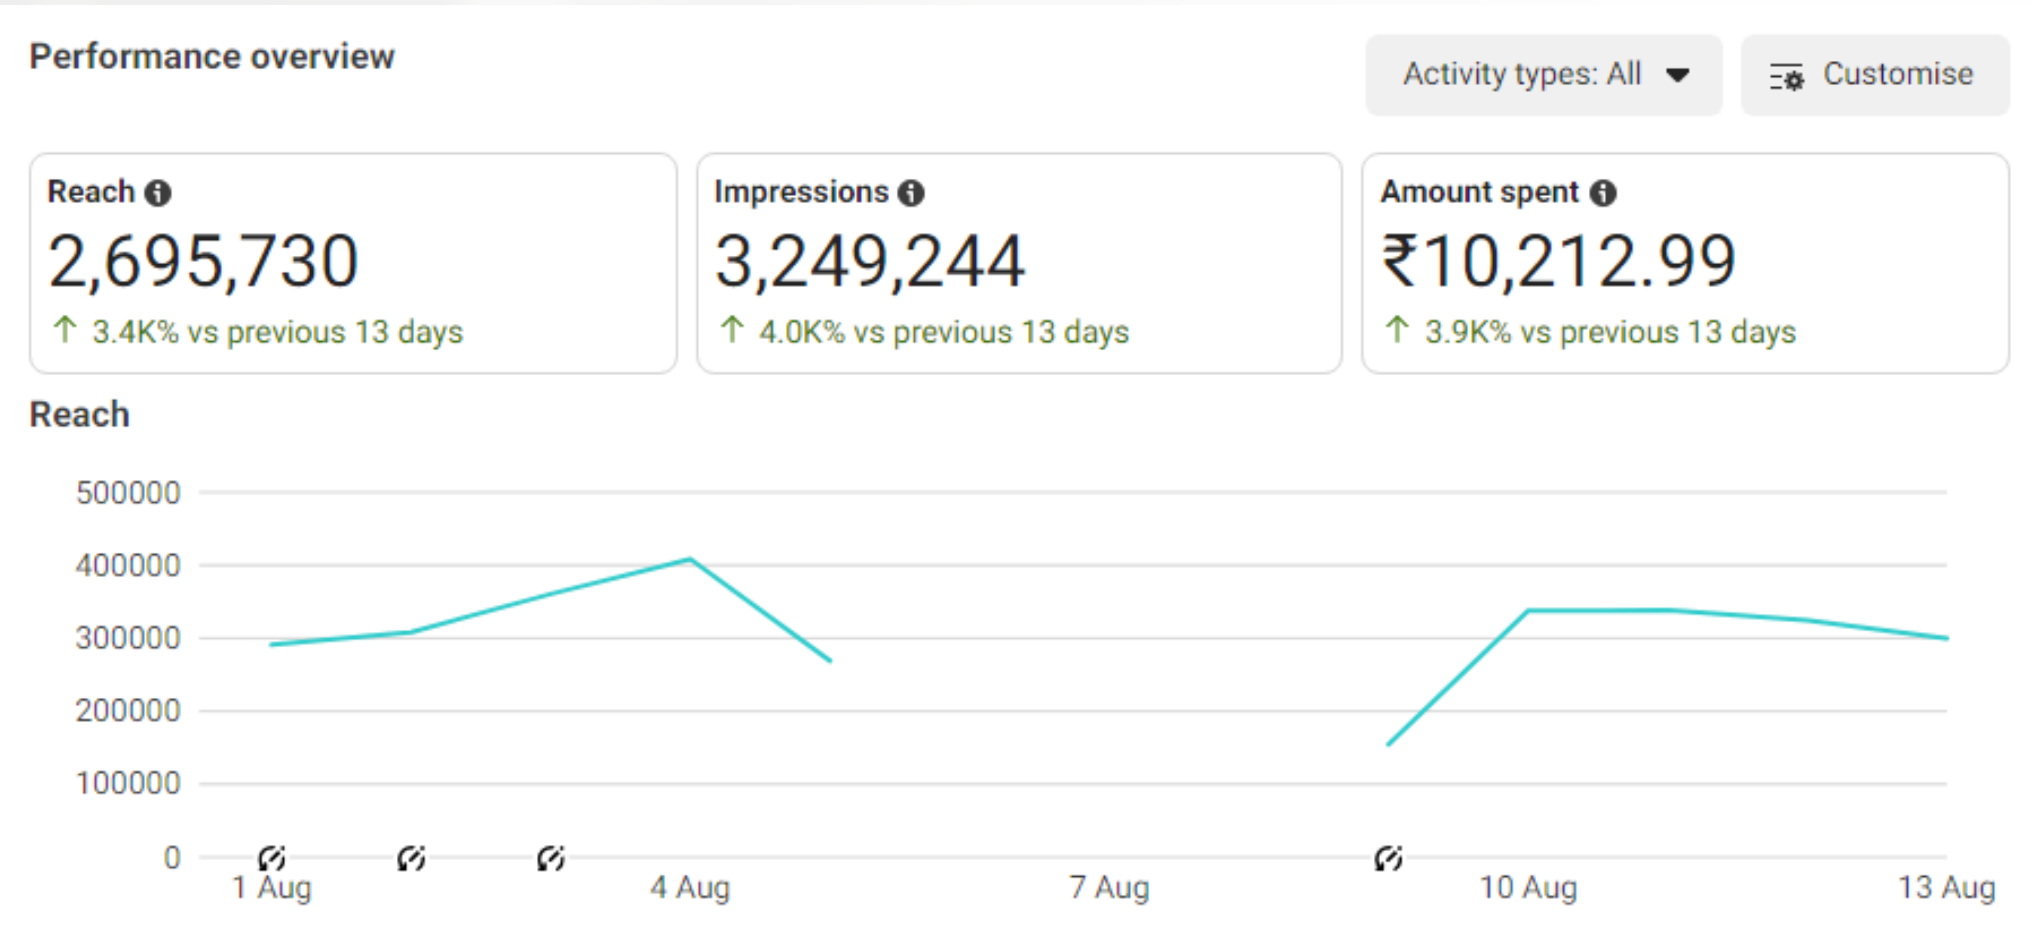 Performance overview
Activity types: All
Customise
Reach
2,695,730
↑ 3.4K% vs previous 13 days
Impressions
3,249,244
↑ 4.0K% vs previous 13 days
Amount spent
₹10,212.99
↑ 3.9K% vs previous 13 days
Reach
500000
400000
300000
200000
100000
0
1 Aug
4 Aug
7 Aug
10 Aug
13 Aug